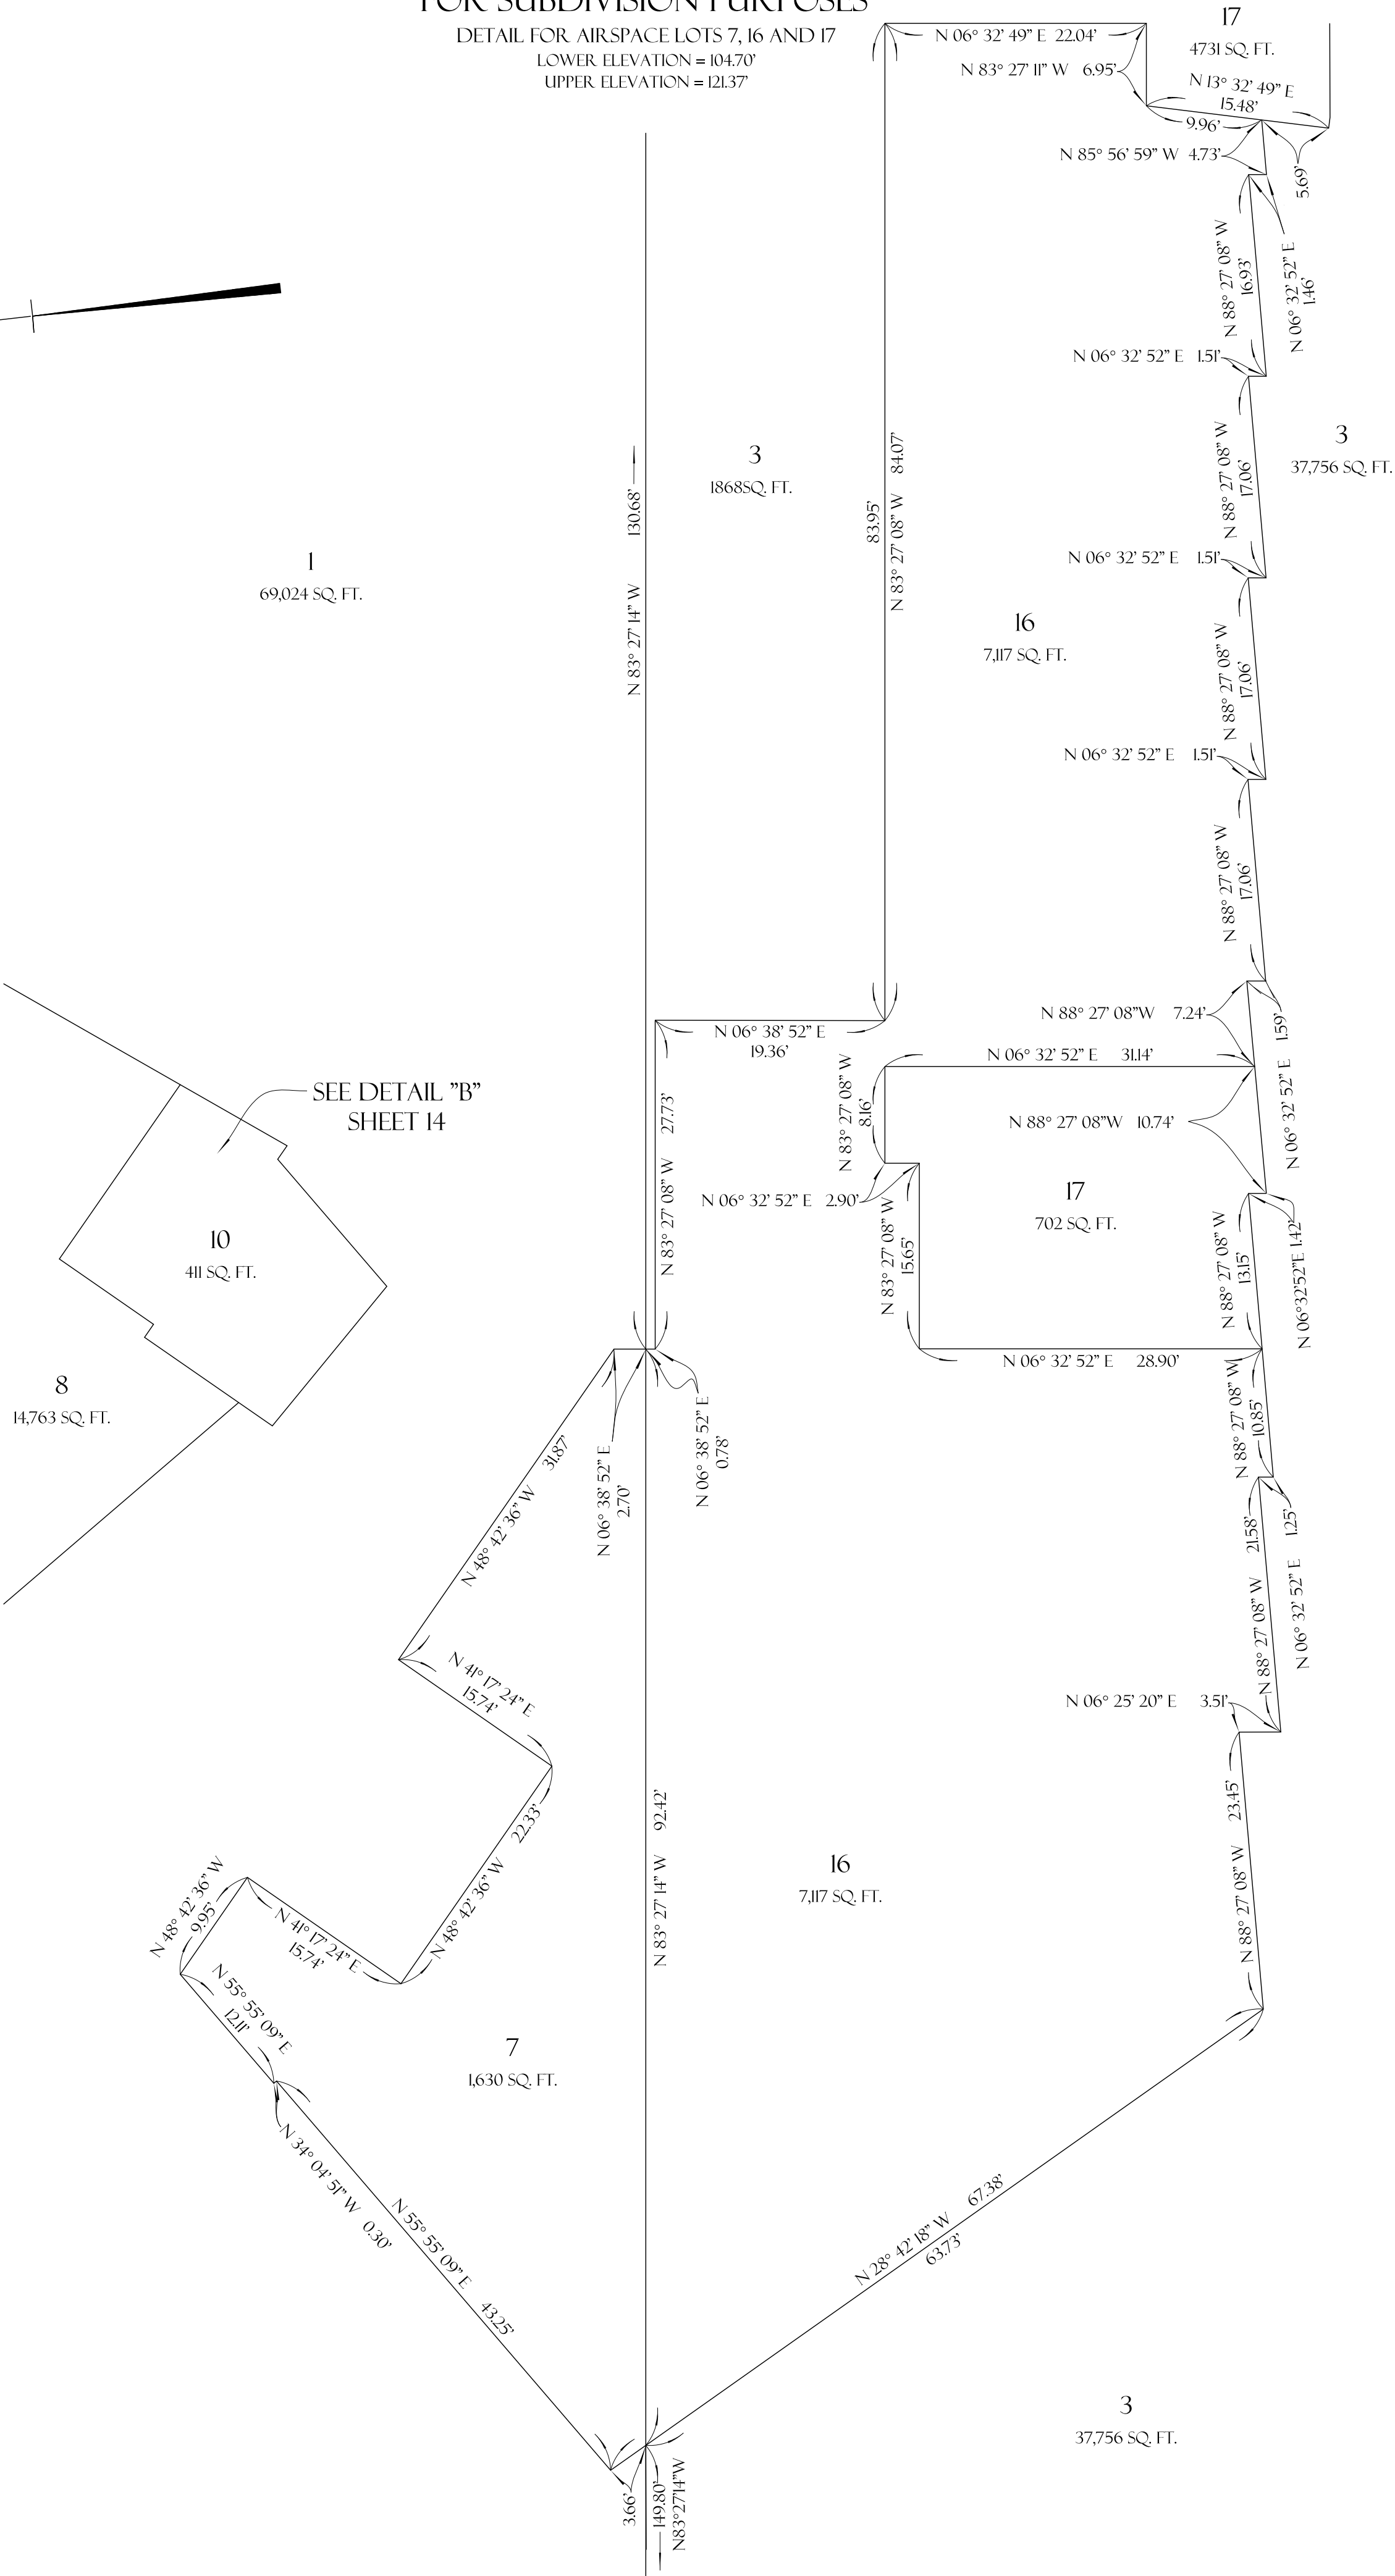 FOR SUBDIVISION PURPOSES
DETAIL FOR AIRSPACE LOTS 7, 16 AND 17
LOWER ELEVATION = 104.70'
UPPER ELEVATION = 121.37'
17
4731 SQ. FT.
N 06° 32' 49" E 22.04'
N 83° 27' 11" W 6.95'
N 13° 32' 49" E
15.48'
9.96'
N 85° 56' 59" W 4.73'
5.69'
N 88° 27' 08" W
16.93'
N 06° 32' 52" E
1.46'
N 06° 32' 52" E 1.51'
N 88° 27' 08" W
17.06'
3
37,756 SQ. FT.
3
1868SQ. FT.
130.68'
N 83° 27' 14" W
83.95'
N 83° 27' 08" W 84.07'
1
69,024 SQ. FT.
N 06° 32' 52" E 1.51'
16
7,117 SQ. FT.
N 88° 27' 08" W
17.06'
N 06° 32' 52" E 1.51'
N 88° 27' 08" W
17.06'
N 88° 27' 08"W 7.24'
1.59'
N 06° 32' 52" E
N 06° 38' 52" E
19.36'
N 06° 32' 52" E 31.14'
N 83° 27' 08" W
8.16'
N 83° 27' 08" W 27.73'
SEE DETAIL "B"
SHEET 14
N 88° 27' 08"W 10.74'
N 06° 32' 52" E 2.90'
17
702 SQ. FT.
N 83° 27' 08" W
15.65'
10
411 SQ. FT.
N 88° 27' 08" W
13.15'
N 06°32'52"E 1.42'
8
14,763 SQ. FT.
N 06° 32' 52" E 28.90'
N 88° 27' 08" W
10.85'
N 06° 38' 52" E
2.70'
N 06° 38' 52" E
0.78'
N 48° 42' 36" W 31.87'
21.58'
N 88° 27' 08" W
1.25'
N 06° 32' 52" E
N 41° 17' 24" E
15.74'
N 06° 25' 20" E 3.51'
N 48° 42' 36" W 22.33'
N 83° 27' 14" W 92.42'
N 88° 27' 08" W 23.45'
16
7,117 SQ. FT.
N 48° 42' 36" W
9.95'
N 41° 17' 24" E
15.74'
N 55° 55' 09" E
12.11'
7
1,630 SQ. FT.
N 34° 04' 51" W 0.30'
N 55° 55' 09" E 43.25'
N 28° 42' 18" W 67.38'
63.73'
3
37,756 SQ. FT.
3.66'
149.80'
N83°27'14"W